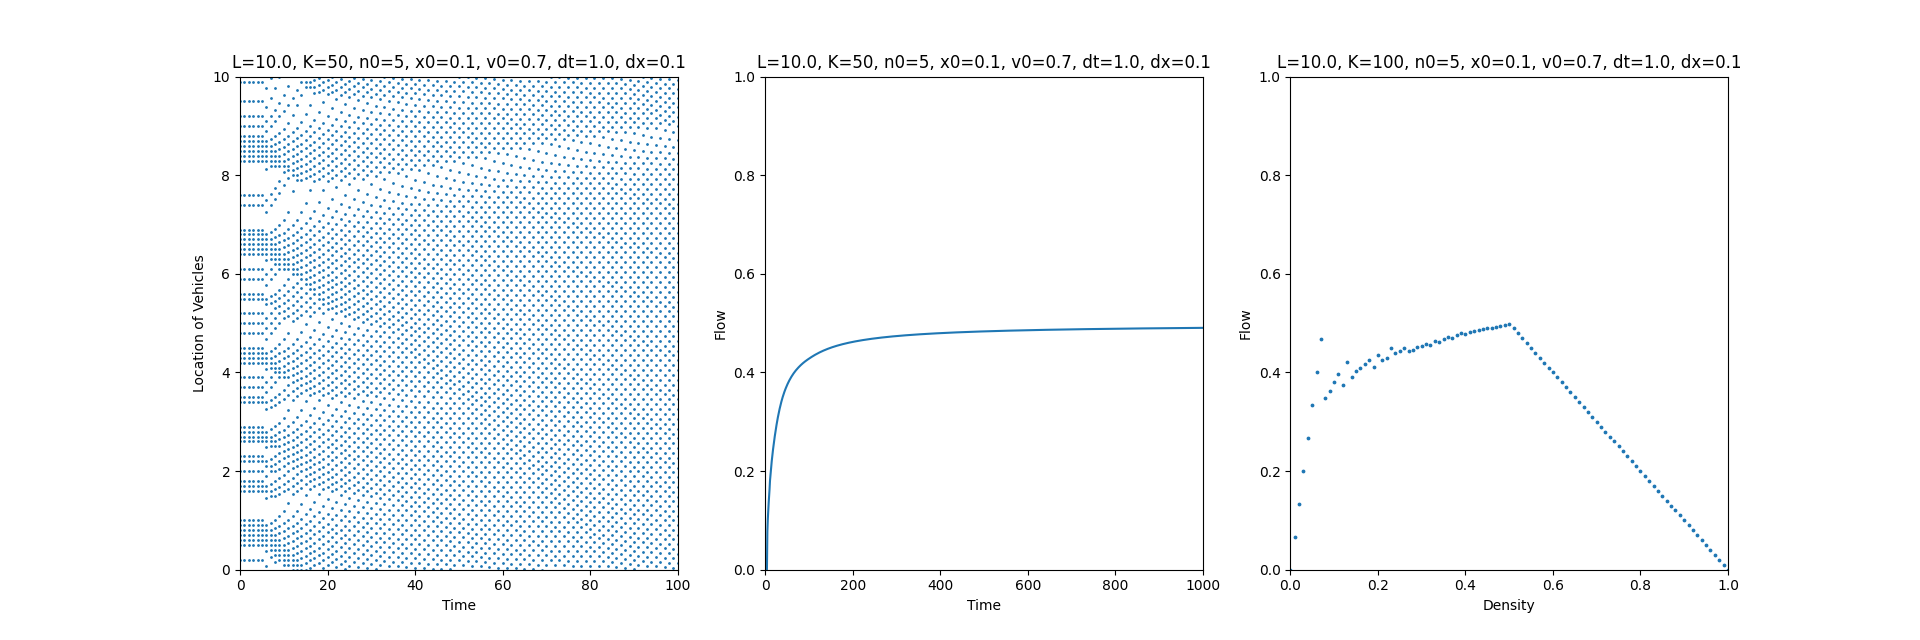 L=10.0, K=50, n0=5, x0=0.1, v0=0.7, dt=1.0, dx=0.1
Location of Vehicles
10
8
6
4
2
0
0 20 40 60 80 100
Time
L=10.0, K=50, n0=5, x0=0.1, v0=0.7, dt=1.0, dx=0.1
Flow
1.0
0.8
0.6
0.4
0.2
0.0
0 200 400 600 800 1000
Time
L=10.0, K=100, n0=5, x0=0.1, v0=0.7, dt=1.0, dx=0.1
Flow
1.0
0.8
0.6
0.4
0.2
0.0
0.0 0.2 0.4 0.6 0.8 1.0
Density